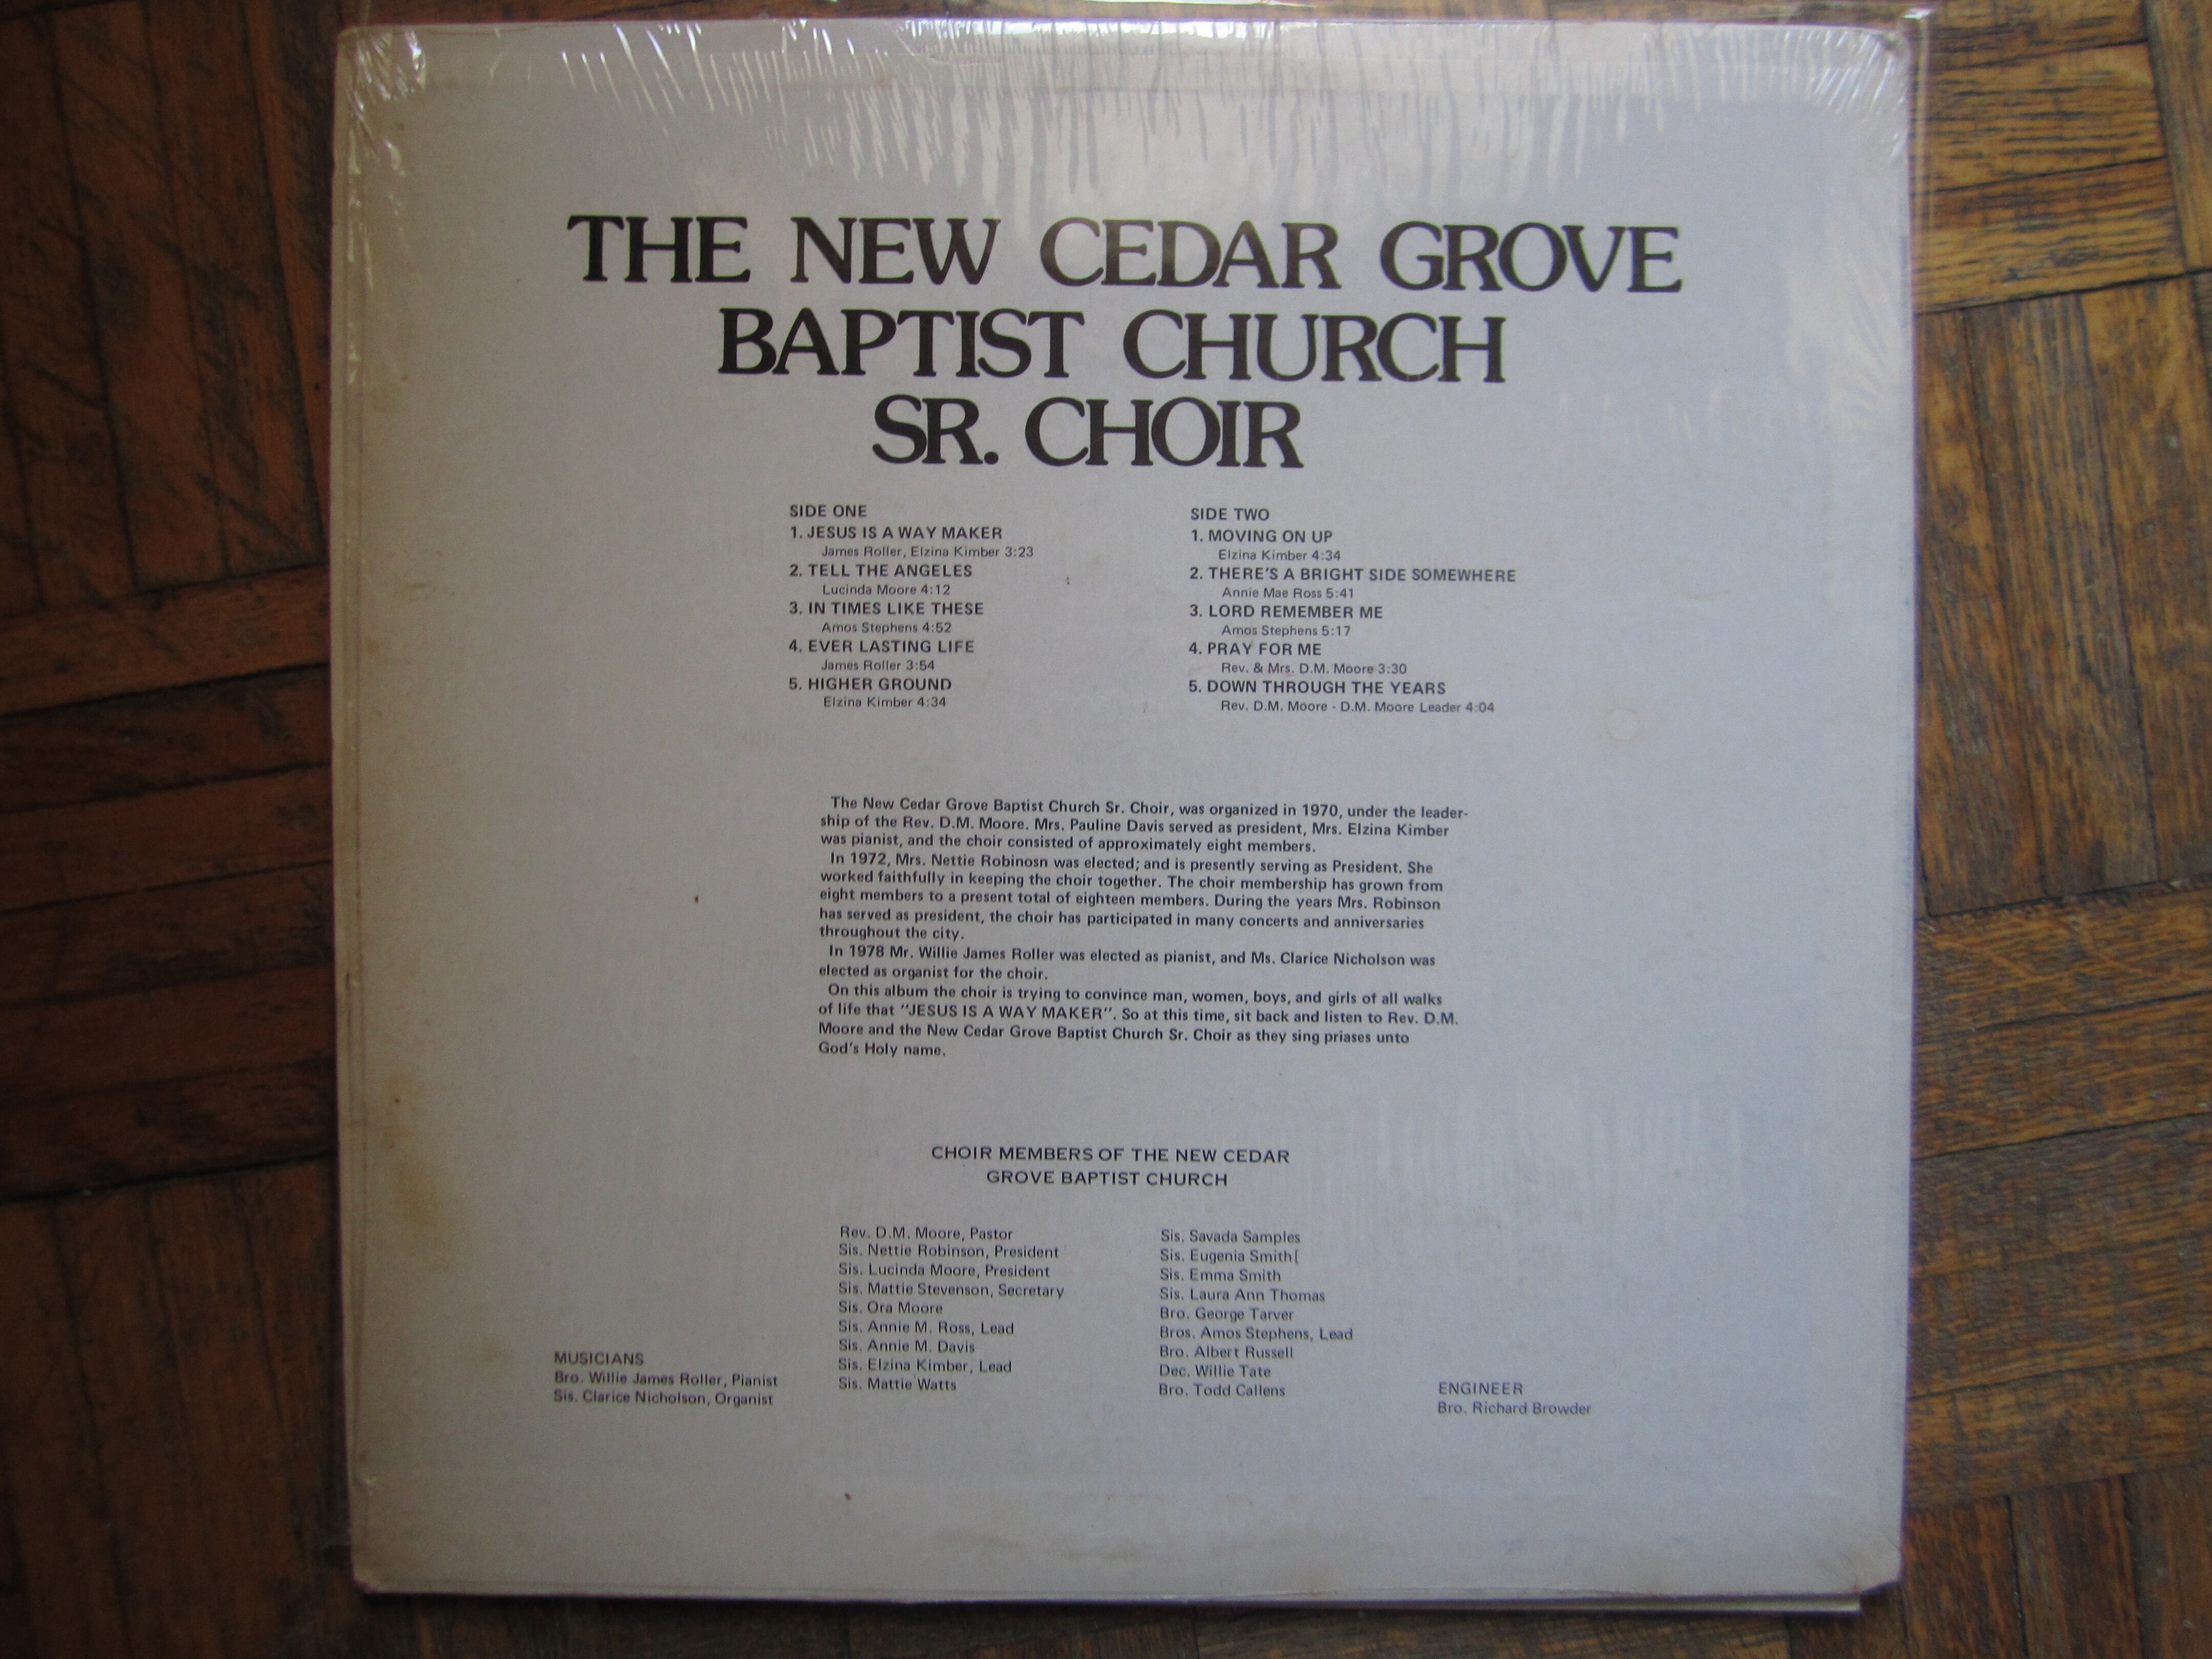 THE NEW CEDAR GROVE
BAPTIST CHURCH
SR. CHOIR
SIDE ONE
1. JESUS IS A WAY MAKER
James Roller, Elzina Kimber 3:23
2. TELL THE ANGELES
Lucinda Moore 4:12
3. IN TIMES LIKE THESE
Amos Stephens 4:52
4. EVER LASTING LIFE
James Roller 3:54
5. HIGHER GROUND
Elzina Kimber 4:34
SIDE TWO
1. MOVING ON UP
Elzina Kimber 4:34
2. THERE'S A BRIGHT SIDE SOMEWHERE
Annie Mae Ross 5:41
3. LORD REMEMBER ME
Amos Stephens 5:17
4. PRAY FOR ME
Rev. & Mrs. D.M. Moore 3:30
5. DOWN THROUGH THE YEARS
Rev. D.M. Moore - D.M. Moore Leader 4:04
The New Cedar Grove Baptist Church Sr. Choir, was organized in 1970, under the leader-
ship of the Rev. D.M. Moore. Mrs. Pauline Davis served as president, Mrs. Elzina Kimber
was pianist, and the choir consisted of approximately eight members.
In 1972, Mrs. Nettie Robinosn was elected; and is presently serving as President. She
worked faithfully in keeping the choir together. The choir membership has grown from
eight members to a present total of eighteen members. During the years Mrs. Robinson
has served as president, the choir has participated in many concerts and anniversaries
throughout the city.
In 1978 Mr. Willie James Roller was elected as pianist, and Ms. Clarice Nicholson was
elected as organist for the choir.
On this album the choir is trying to convince man, women, boys, and girls of all walks
of life that "JESUS IS A WAY MAKER". So at this time, sit back and listen to Rev. D.M.
Moore and the New Cedar Grove Baptist Church Sr. Choir as they sing priases unto
God's Holy name.
CHOIR MEMBERS OF THE NEW CEDAR
GROVE BAPTIST CHURCH
Rev. D.M. Moore, Pastor
Sis. Nettie Robinson, President
Sis. Lucinda Moore, President
Sis. Mattie Stevenson, Secretary
Sis. Ora Moore
Sis. Annie M. Ross, Lead
Sis. Annie M. Davis
Sis. Elzina Kimber, Lead
Sis. Mattie Watts
Sis. Savada Samples
Sis. Eugenia Smith[
Sis. Emma Smith
Sis. Laura Ann Thomas
Bro. George Tarver
Bros. Amos Stephens, Lead
Bro. Albert Russell
Dec. Willie Tate
Bro. Todd Callens
MUSICIANS
Bro. Willie James Roller, Pianist
Sis. Clarice Nicholson, Organist
ENGINEER
Bro. Richard Browder